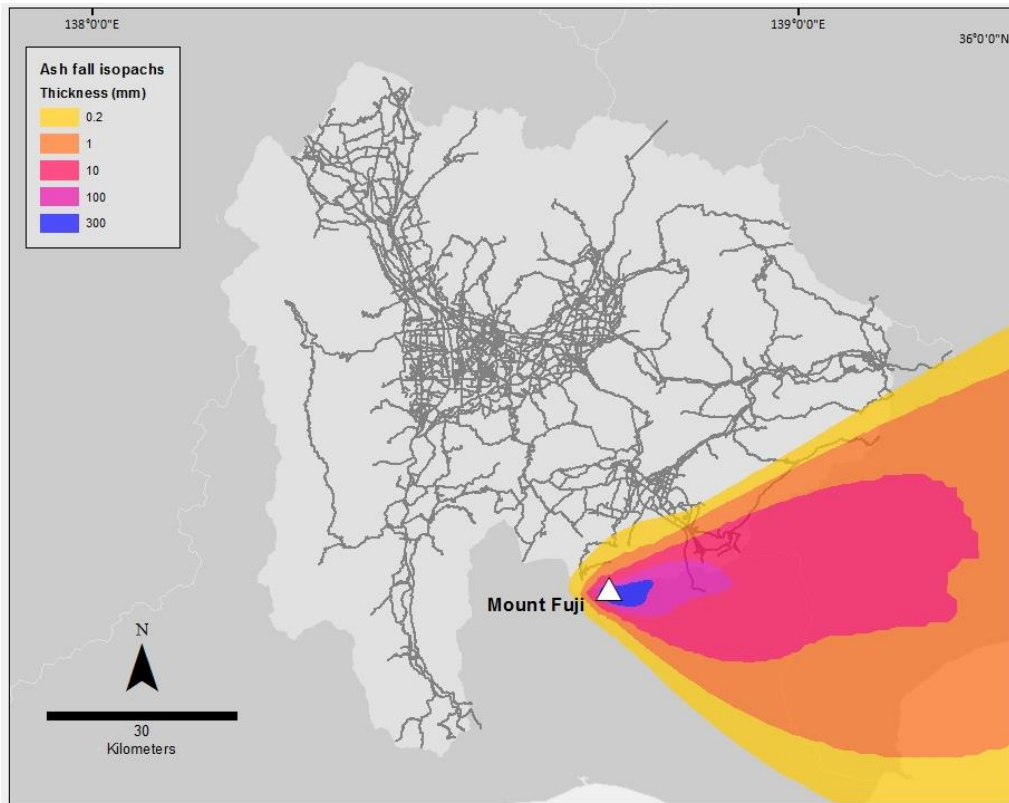 138°0'0"E
139°0'0"E
36°0'0"N
Ash fall isopachs
Thickness (mm)
0.2
1
10
100
300
Mount Fuji
N
30
Kilometers